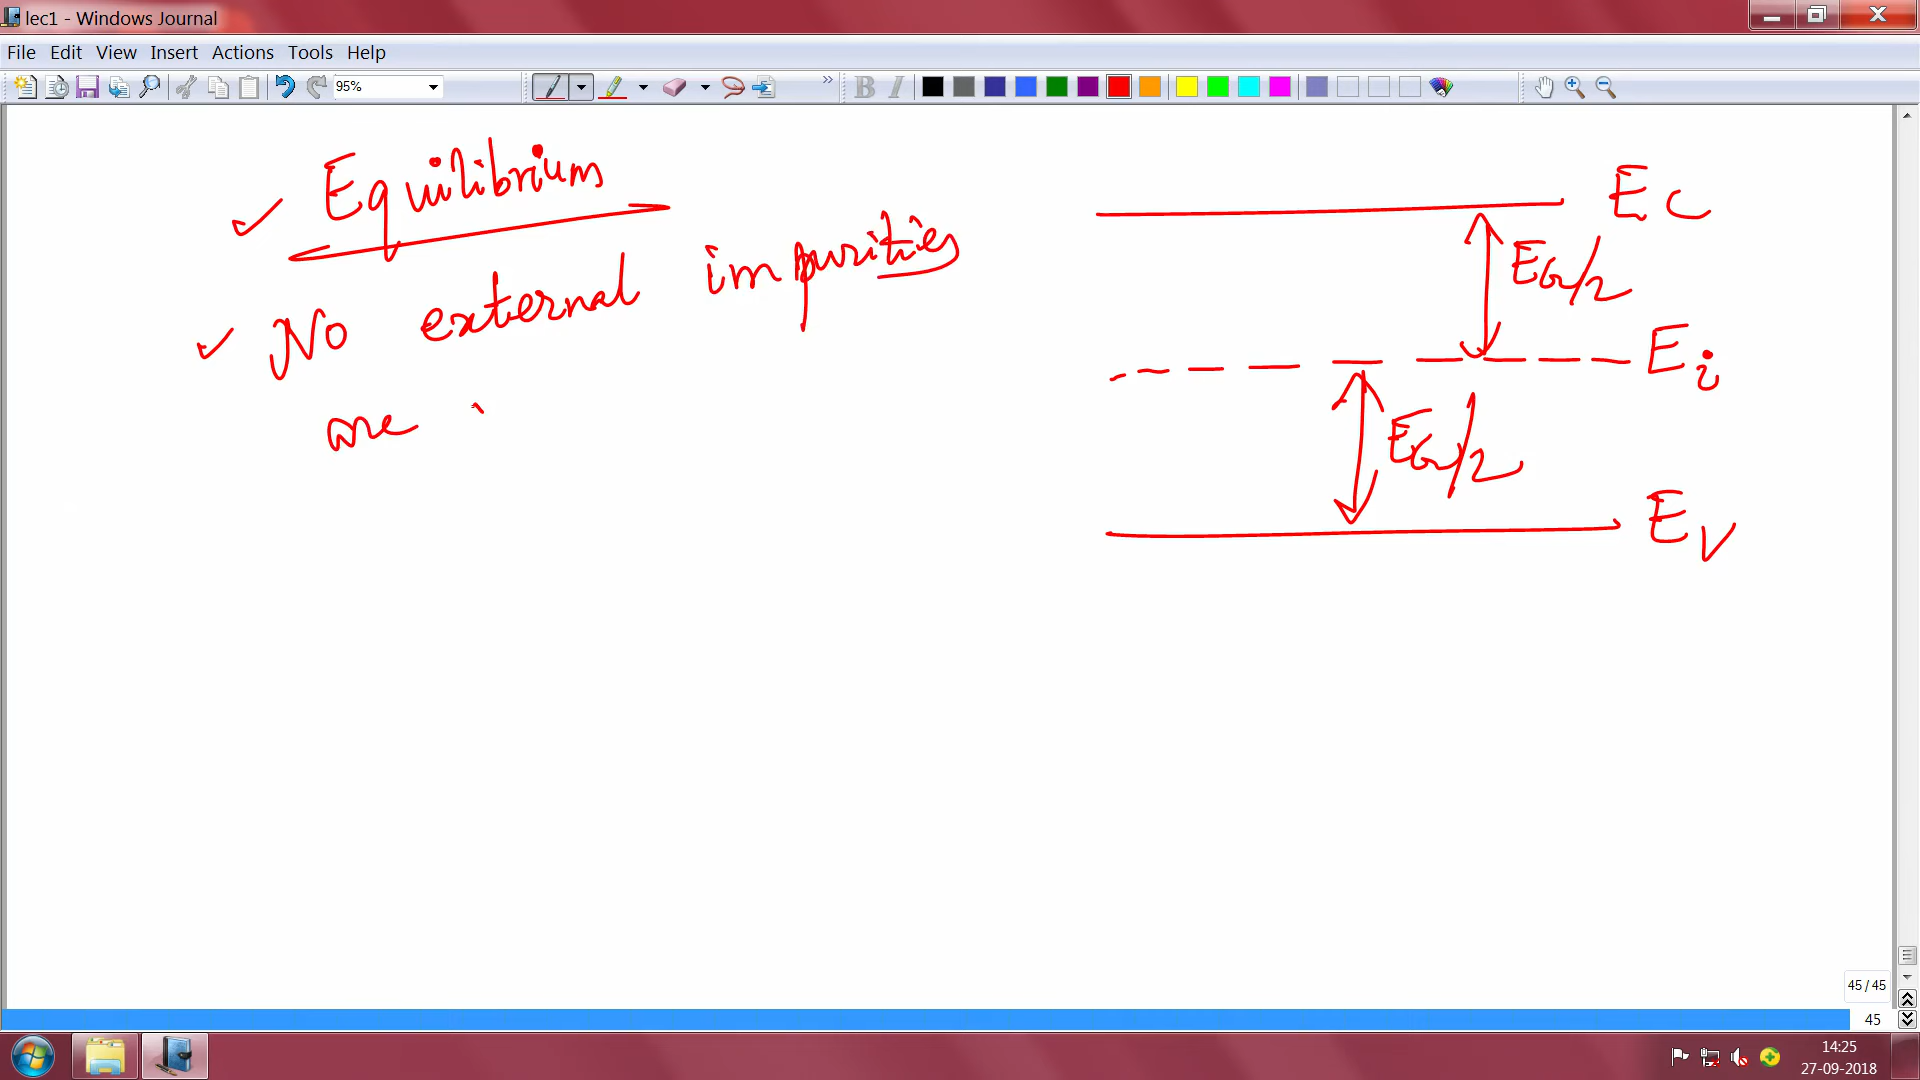 lec1 - Windows Journal
File Edit View Insert Actions Tools Help
95%
B I
Equilibrium
No external impurities
are
EC
EG/2
Ei
EG/2
EV
45 / 45
45
14:25
27-09-2018